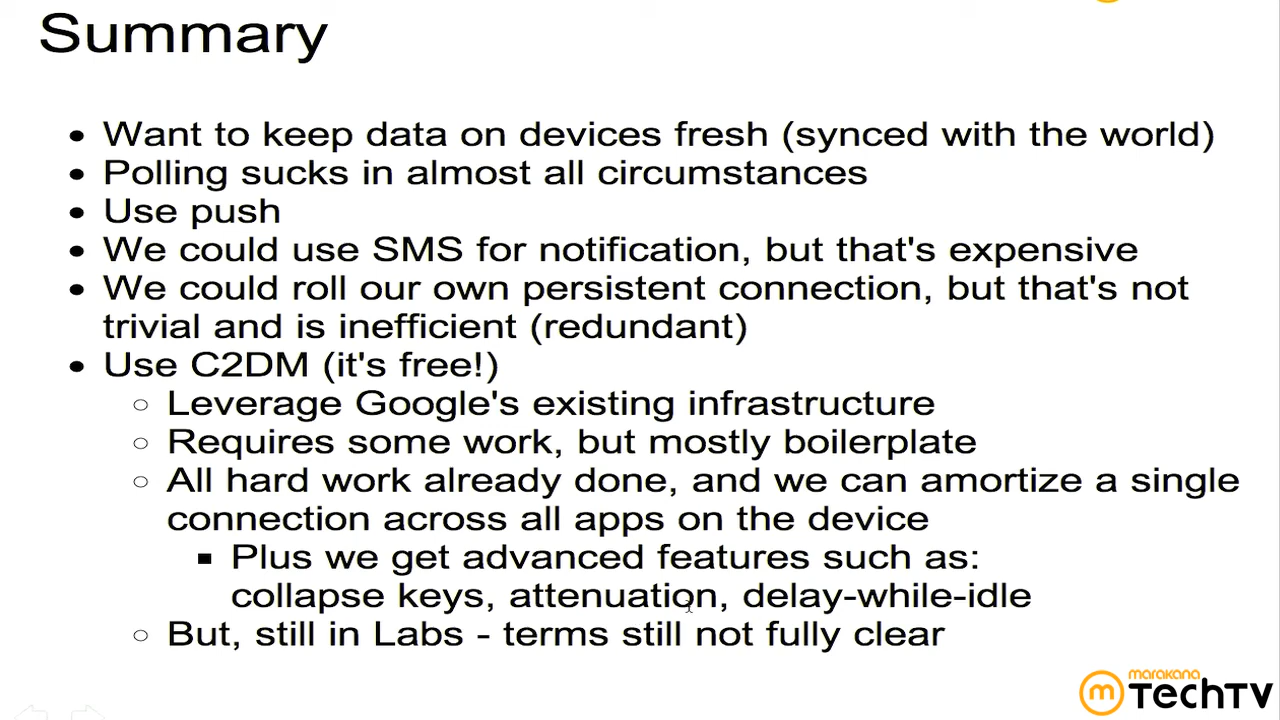 Summary
• Want to keep data on devices fresh (synced with the world)
• Polling sucks in almost all circumstances
• Use push
• We could use SMS for notification, but that's expensive
• We could roll our own persistent connection, but that's not
trivial and is inefficient (redundant)
• Use C2DM (it's free!)
○ Leverage Google's existing infrastructure
○ Requires some work, but mostly boilerplate
○ All hard work already done, and we can amortize a single
connection across all apps on the device
■ Plus we get advanced features such as:
collapse keys, attenuation, delay-while-idle
○ But, still in Labs - terms still not fully clear
m
marakana
TechTV